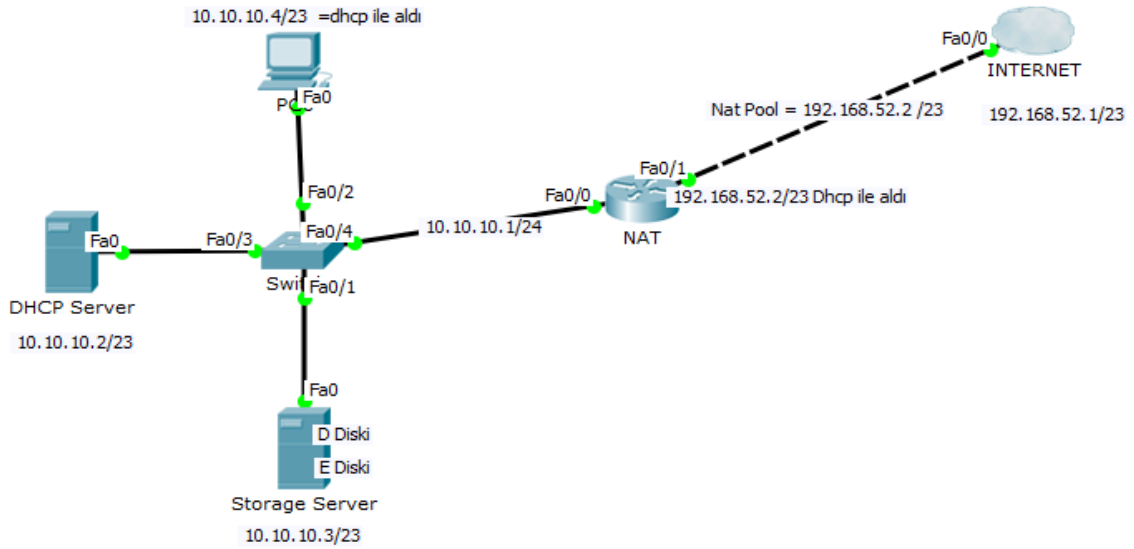 10.10.10.4/23 =dhcp ile aldı
Fa0/0
INTERNET
192.168.52.1/23
Nat Pool = 192.168.52.2 /23
Fa0
Fa0/1
192.168.52.2/23 Dhcp ile aldı
Fa0/0
NAT
10.10.10.1/24
Fa0/2
Fa0/4
Fa0/3
Fa0
DHCP Server
10.10.10.2/23
Fa0/1
Fa0
D Diski
E Diski
Storage Server
10.10.10.3/23